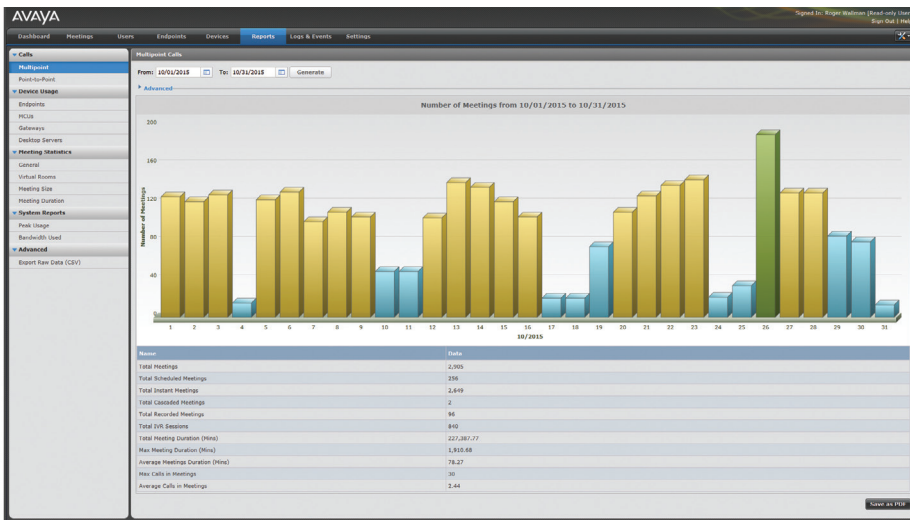 AVAYA
Signed In: Roger Wallman (Read-only User
Sign Out | Help
Dashboard Meetings Users Endpoints Devices Reports Logs & Events Settings
Calls
Multipoint
Point-to-Point
Device Usage
Endpoints
MCUs
Gateways
Desktop Servers
Meeting Statistics
General
Virtual Rooms
Meeting Size
Meeting Duration
System Reports
Peak Usage
Bandwidth Used
Advanced
Export Raw Data (CSV)
Multipoint Calls
From: 10/01/2015 To: 10/31/2015 Generate
Advanced
Number of Meetings from 10/01/2015 to 10/31/2015
Number of Meetings
200
160
120
80
40
0
1 2 3 4 5 6 7 8 9 10 11 12 13 14 15 16 17 18 19 20 21 22 23 24 25 26 27 28 29 30 31
10/2015
Name Data
Total Meetings 2,905
Total Scheduled Meetings 256
Total Instant Meetings 2,649
Total Cascaded Meetings 2
Total Recorded Meetings 96
Total IVR Sessions 840
Total Meeting Duration (Mins) 227,387.77
Max Meeting Duration (Mins) 1,910.68
Average Meetings Duration (Mins) 78.27
Max Calls in Meetings 30
Average Calls in Meetings 2.44
Save as PDF